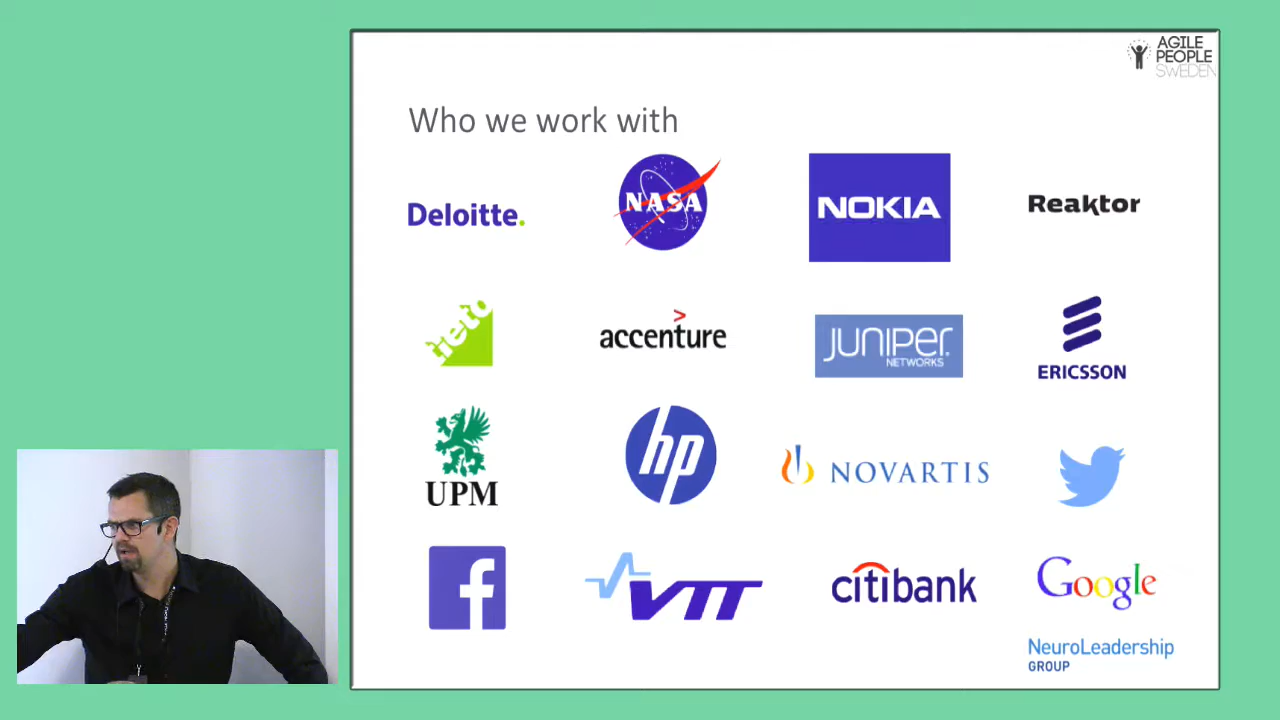 AGILE
PEOPLE
SWEDEN
Who we work with
Deloitte.
NASA
NOKIA
Reaktor
tieto
accenture
JUNIPER
NETWORKS
ERICSSON
UPM
hp
NOVARTIS
f
VTT
citibank
Google
NeuroLeadership
GROUP